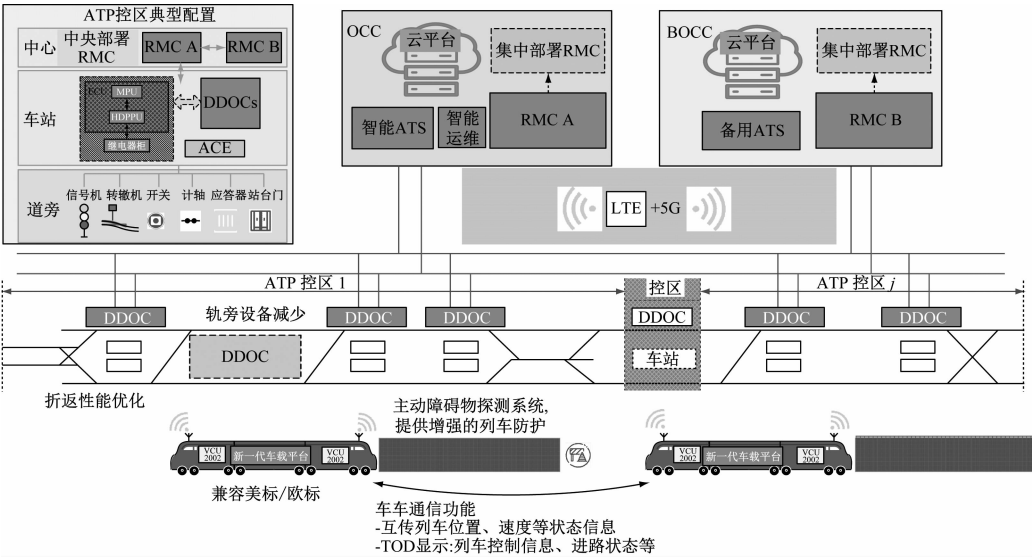 ATP控区典型配置
中心
中央部署
RMC
RMC A
RMC B
车站
ECU
MPU
HDPPU
继电器柜
DDOCs
ACE
道旁
信号机 转辙机 开关 计轴 应答器 站台门
OCC
云平台
集中部署RMC
智能ATS
智能
运维
RMC A
BOCC
云平台
集中部署RMC
备用ATS
RMC B
LTE +5G
ATP 控区 1
控区
ATP 控区 j
DDOC
轨旁设备减少
DDOC
DDOC
DDOC
DDOC
DDOC
DDOC
车站
折返性能优化
主动障碍物探测系统,
提供增强的列车防护
VCU
2002
新一代车载平台
VCU
2002
VCU
2002
新一代车载平台
VCU
2002
兼容美标/欧标
车车通信功能
-互传列车位置、速度等状态信息
-TOD显示:列车控制信息、进路状态等